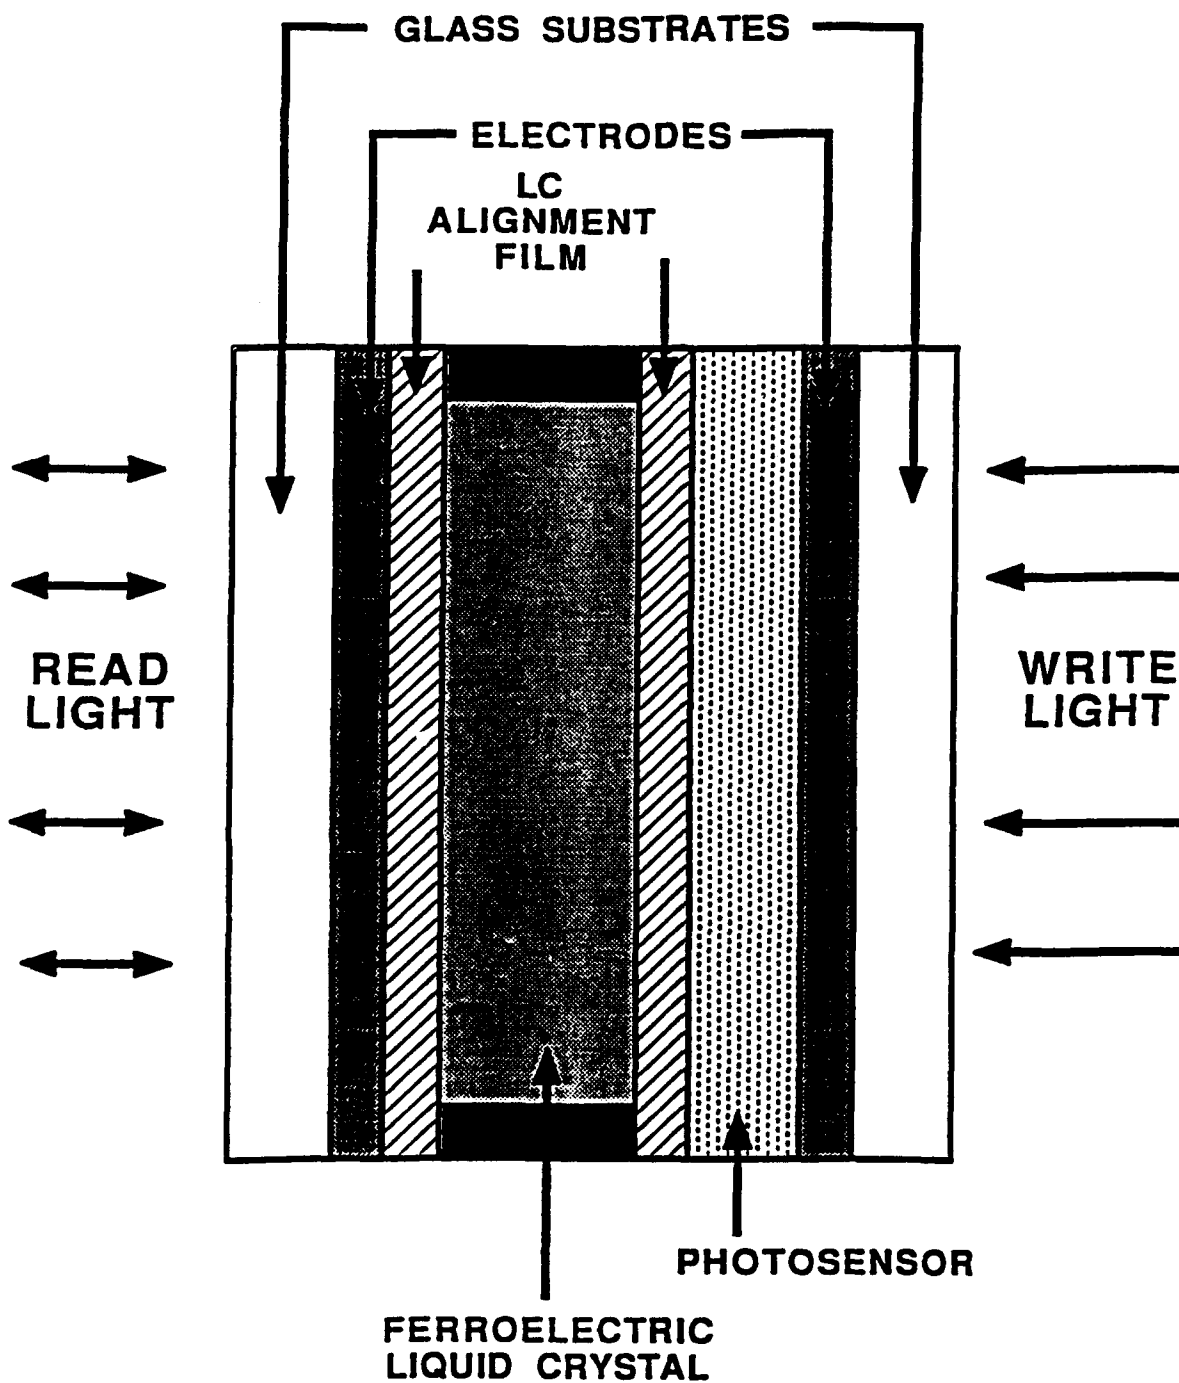 GLASS SUBSTRATES
ELECTRODES
LC
ALIGNMENT
FILM
READ
LIGHT
WRITE
LIGHT
PHOTOSENSOR
FERROELECTRIC
LIQUID CRYSTAL